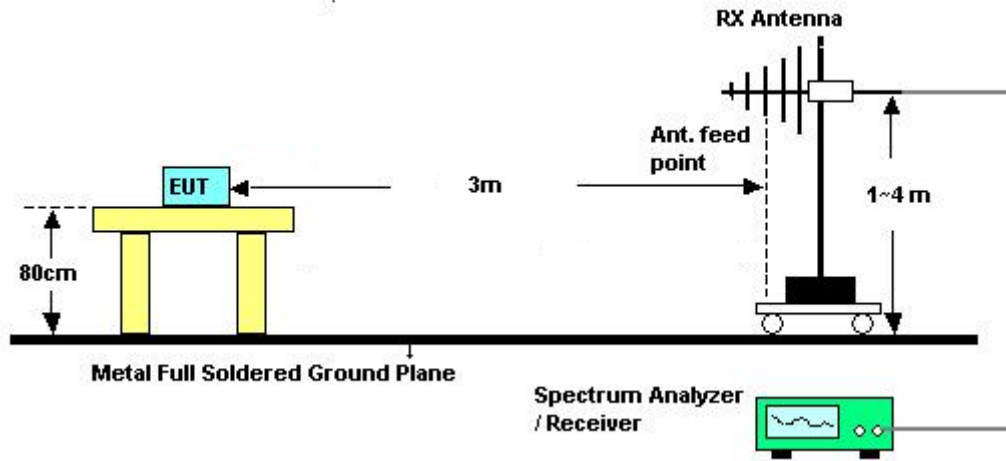 RX Antenna
Ant. feed
point
EUT
3m
1~4 m
80cm
Metal Full Soldered Ground Plane
Spectrum Analyzer
/ Receiver